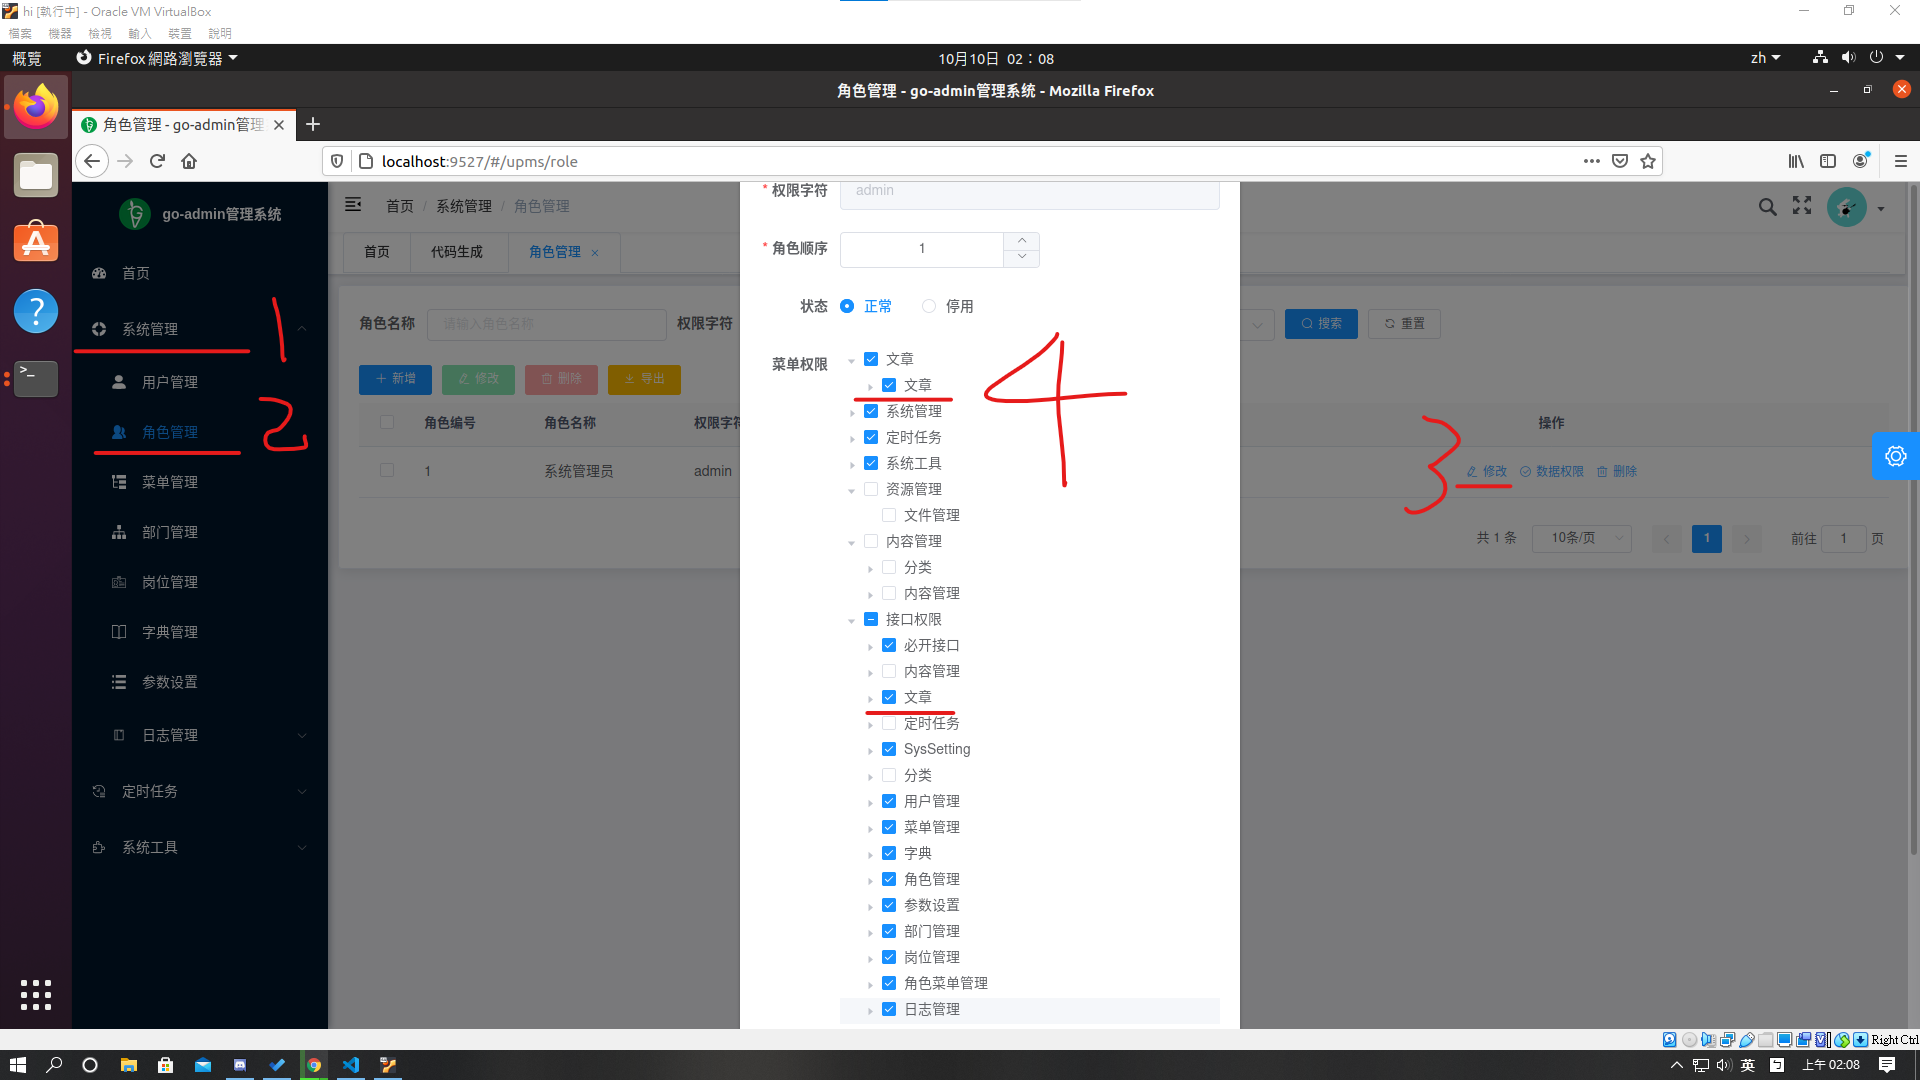 hi [執行中] - Oracle VM VirtualBox
檔案 機器 檢視 輸入 裝置 說明
概覽 Firefox 網路瀏覽器 10月10日 02：08 zh
角色管理 - go-admin管理系统 - Mozilla Firefox
角色管理 - go-admin管理
localhost:9527/#/upms/role
go-admin管理系统
首页
系统管理
用户管理
角色管理
菜单管理
部门管理
岗位管理
字典管理
参数设置
日志管理
定时任务
系统工具
1
2
首页 / 系统管理 / 角色管理
首页 代码生成 角色管理
角色名称 请输入角色名称 权限字符 搜索 重置
新增 修改 删除 导出
角色编号 角色名称 权限字符 操作
1 系统管理员 admin 修改 数据权限 删除
3
共 1 条 10条/页 1 前往 1 页
* 权限字符 admin
* 角色顺序 1
状态 正常 停用
菜单权限 文章
文章
4
系统管理
定时任务
系统工具
资源管理
文件管理
内容管理
分类
内容管理
接口权限
必开接口
内容管理
文章
定时任务
SysSetting
分类
用户管理
菜单管理
字典
角色管理
参数设置
部门管理
岗位管理
角色菜单管理
日志管理
Right Ctrl
英 上午 02:08